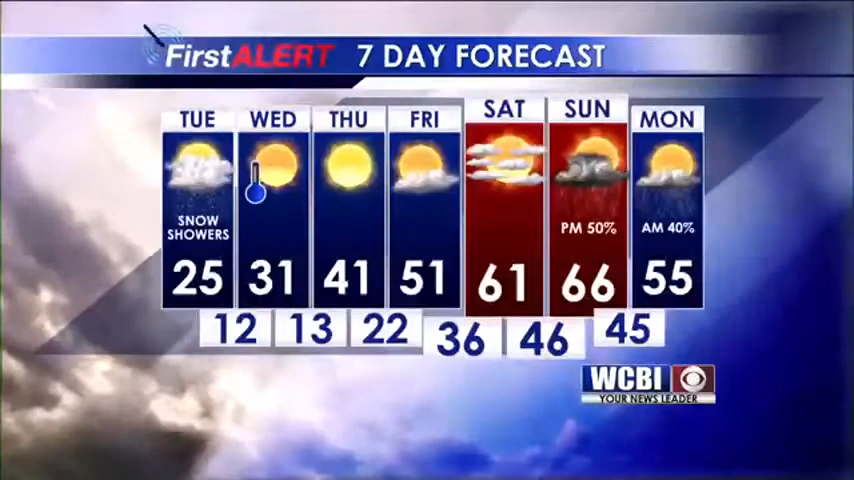 FirstALERT 7 DAY FORECAST
TUE WED THU FRI SAT SUN MON
SNOW
SHOWERS
PM 50% AM 40%
25 31 41 51 61 66 55
12 13 22 36 46 45
WCBI
YOUR NEWS LEADER